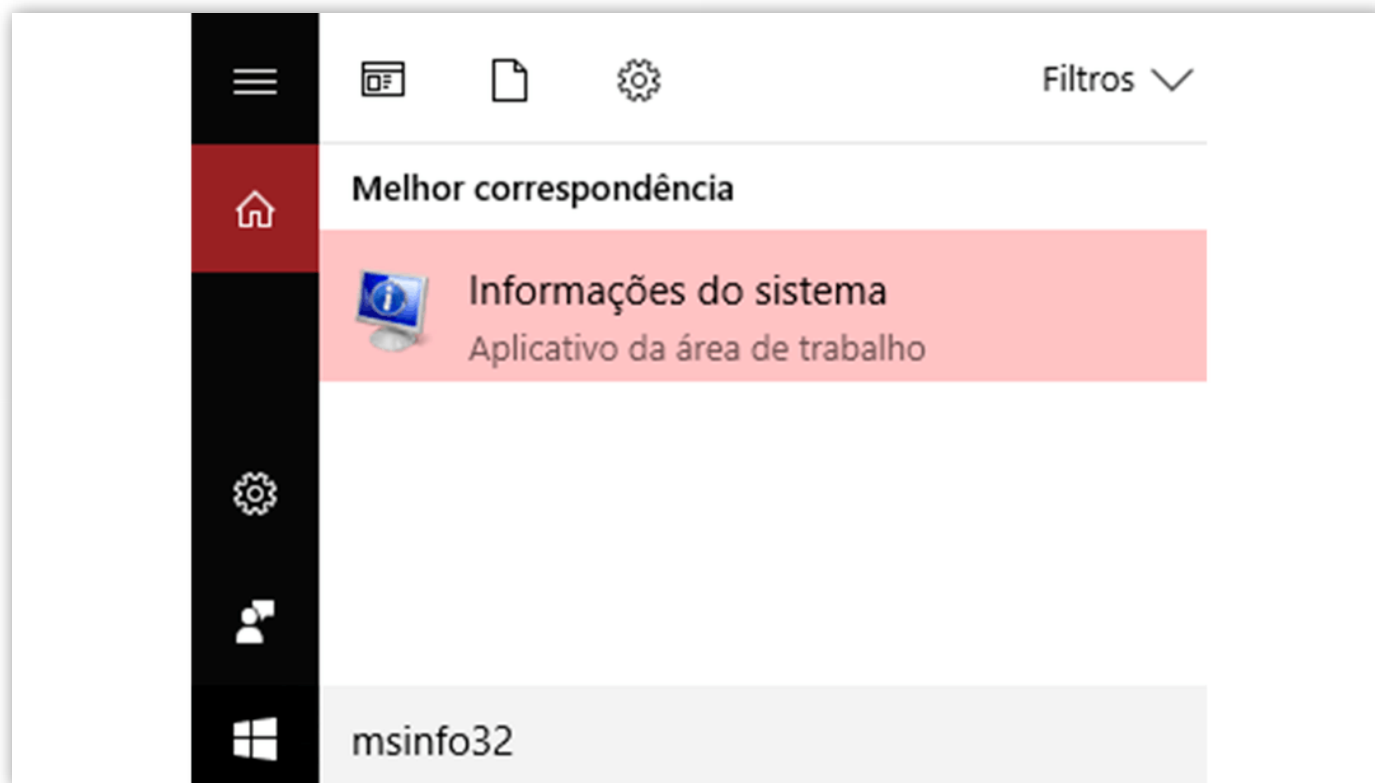 Filtros
Melhor correspondência
Informações do sistema
Aplicativo da área de trabalho
msinfo32